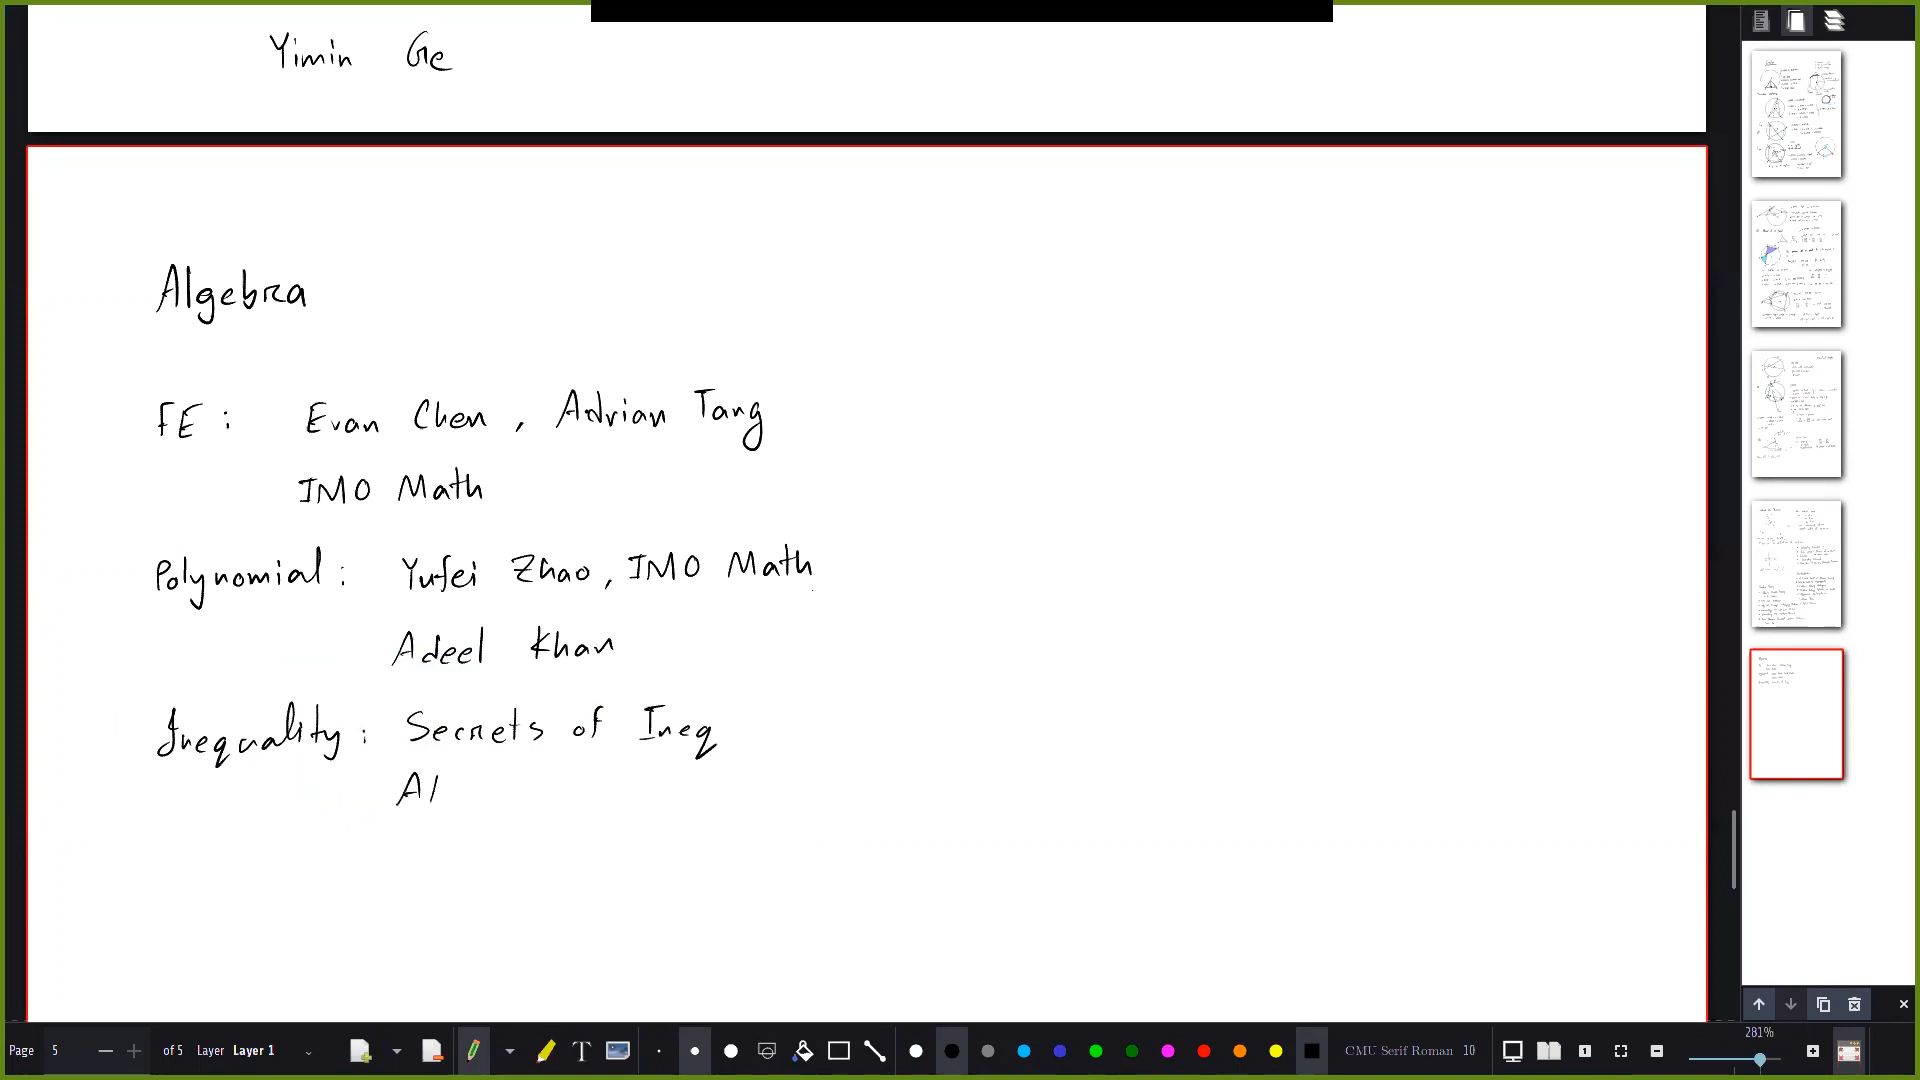 Yimin Ge
Algebra
FE : Evan Chen , Adrian Tang
IMO Math
Polynomial : Yufei Zhao, IMO Math
Adeel Khan
Inequality : Secrets of Ineq
Al
281%
Page 5 of 5 Layer Layer 1 CMU Serif Roman 10